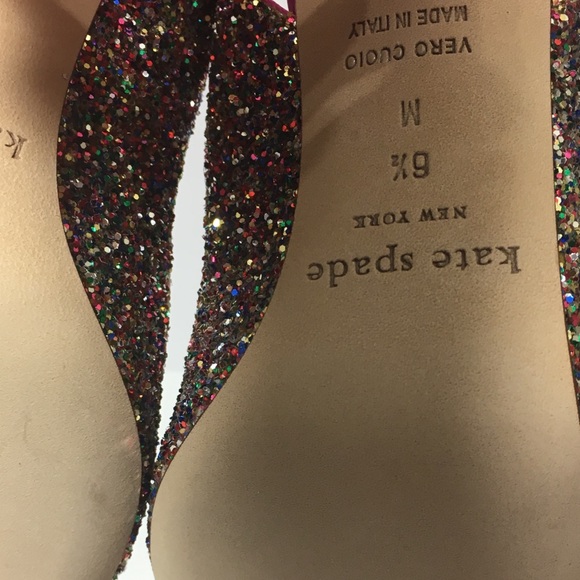 kate spade
NEW YORK
6½
M
VERO CUOIO
MADE IN ITALY
k